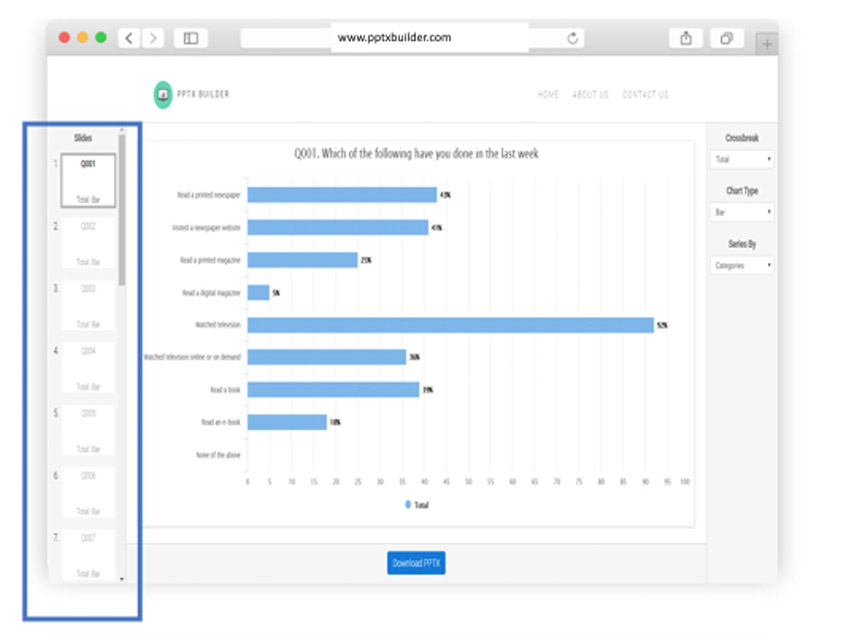 www.pptxbuilder.com
PPTX BUILDER
HOME ABOUT US CONTACT US
Slides
1. Q001
Total Bar
2. Q002
Total Bar
3. Q003
Total Bar
4. Q004
Total Bar
5. Q005
Total Bar
6. Q006
Total Bar
7. Q007
Total Bar
Q001. Which of the following have you done in the last week
Read a printed newspaper 43%
Visited a newspaper website 41%
Read a printed magazine 25%
Read a digital magazine 5%
Watched television 92%
Watched television online or on demand 36%
Read a book 39%
Read an e-book 18%
None of the above
0 5 10 15 20 25 30 35 40 45 50 55 60 65 70 75 80 85 90 95 100
Total
Download PPTX
Crossbreak
Total
Chart Type
Bar
Series By
Categories